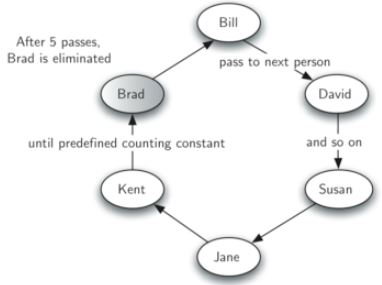 Bill
After 5 passes,
Brad is eliminated
pass to next person
Brad
David
until predefined counting constant
and so on
Kent
Susan
Jane